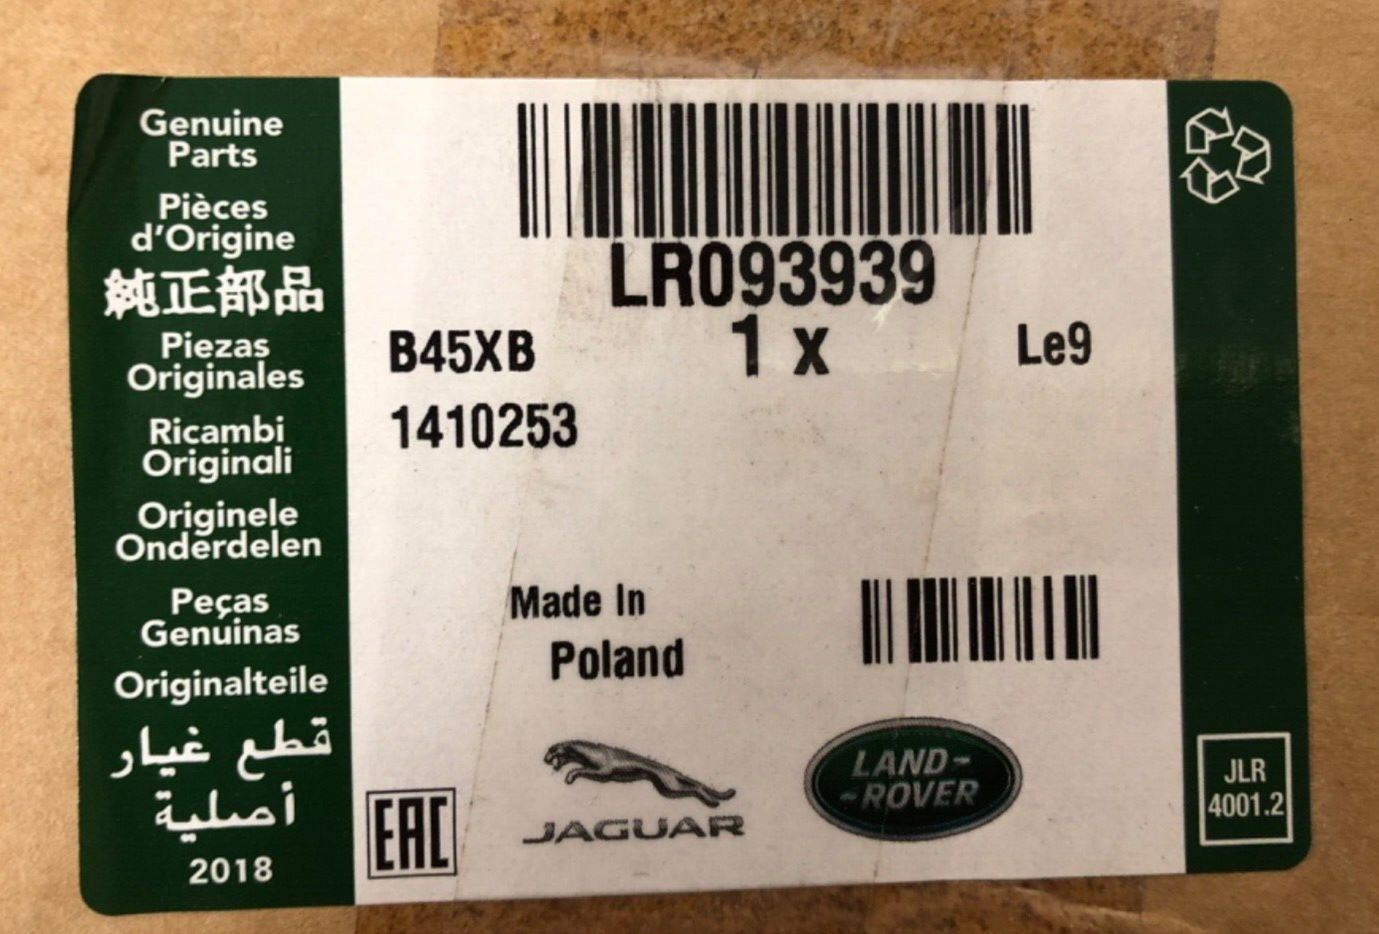 Genuine
Parts
Pièces
d'Origine
純正部品
Piezas
Originales
Ricambi
Originali
Originele
Onderdelen
Peças
Genuinas
Originalteile
قطع غيار
أصلية
2018
LR093939
B45XB 1 x Le9
1410253
Made In
Poland
EAC
JAGUAR
LAND-
-ROVER
JLR
4001.2